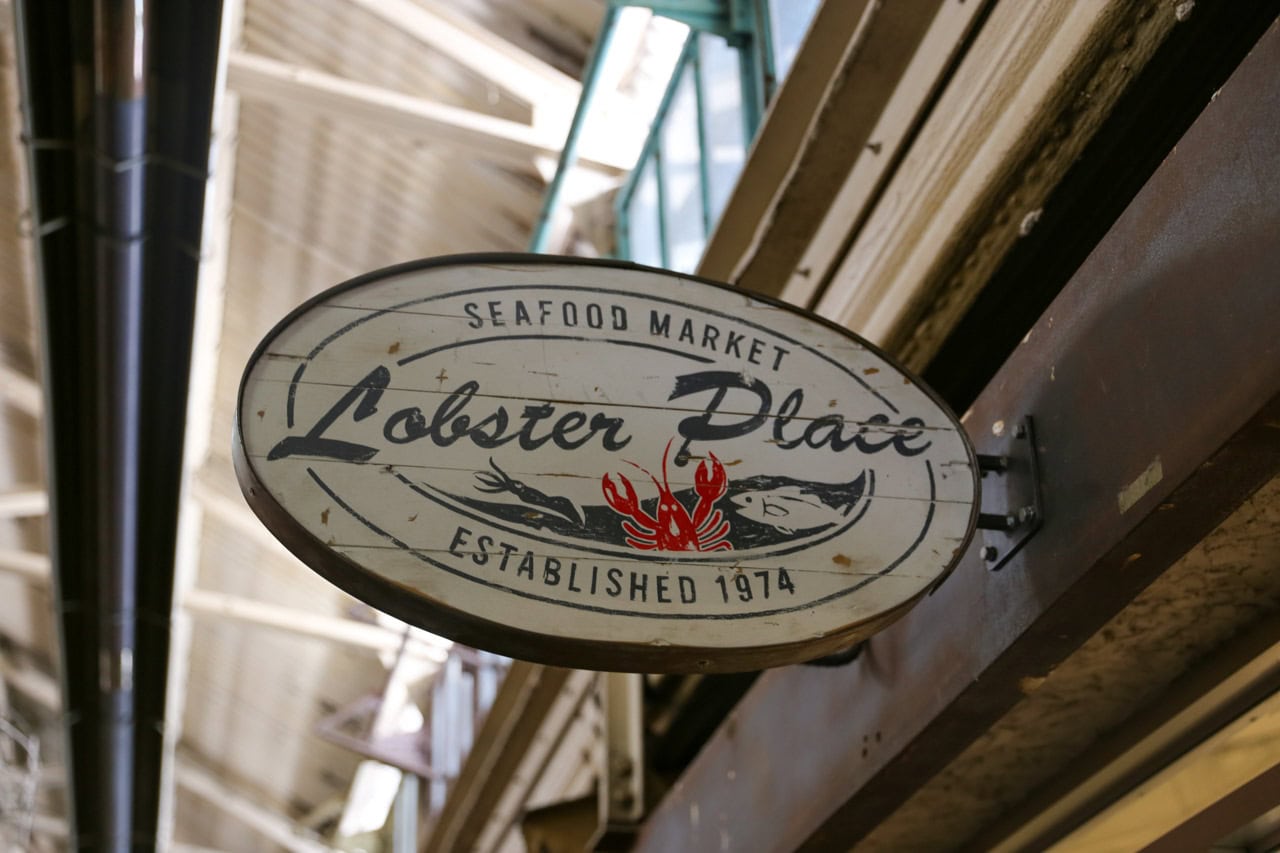 SEAFOOD MARKET
Lobster Place
ESTABLISHED 1974